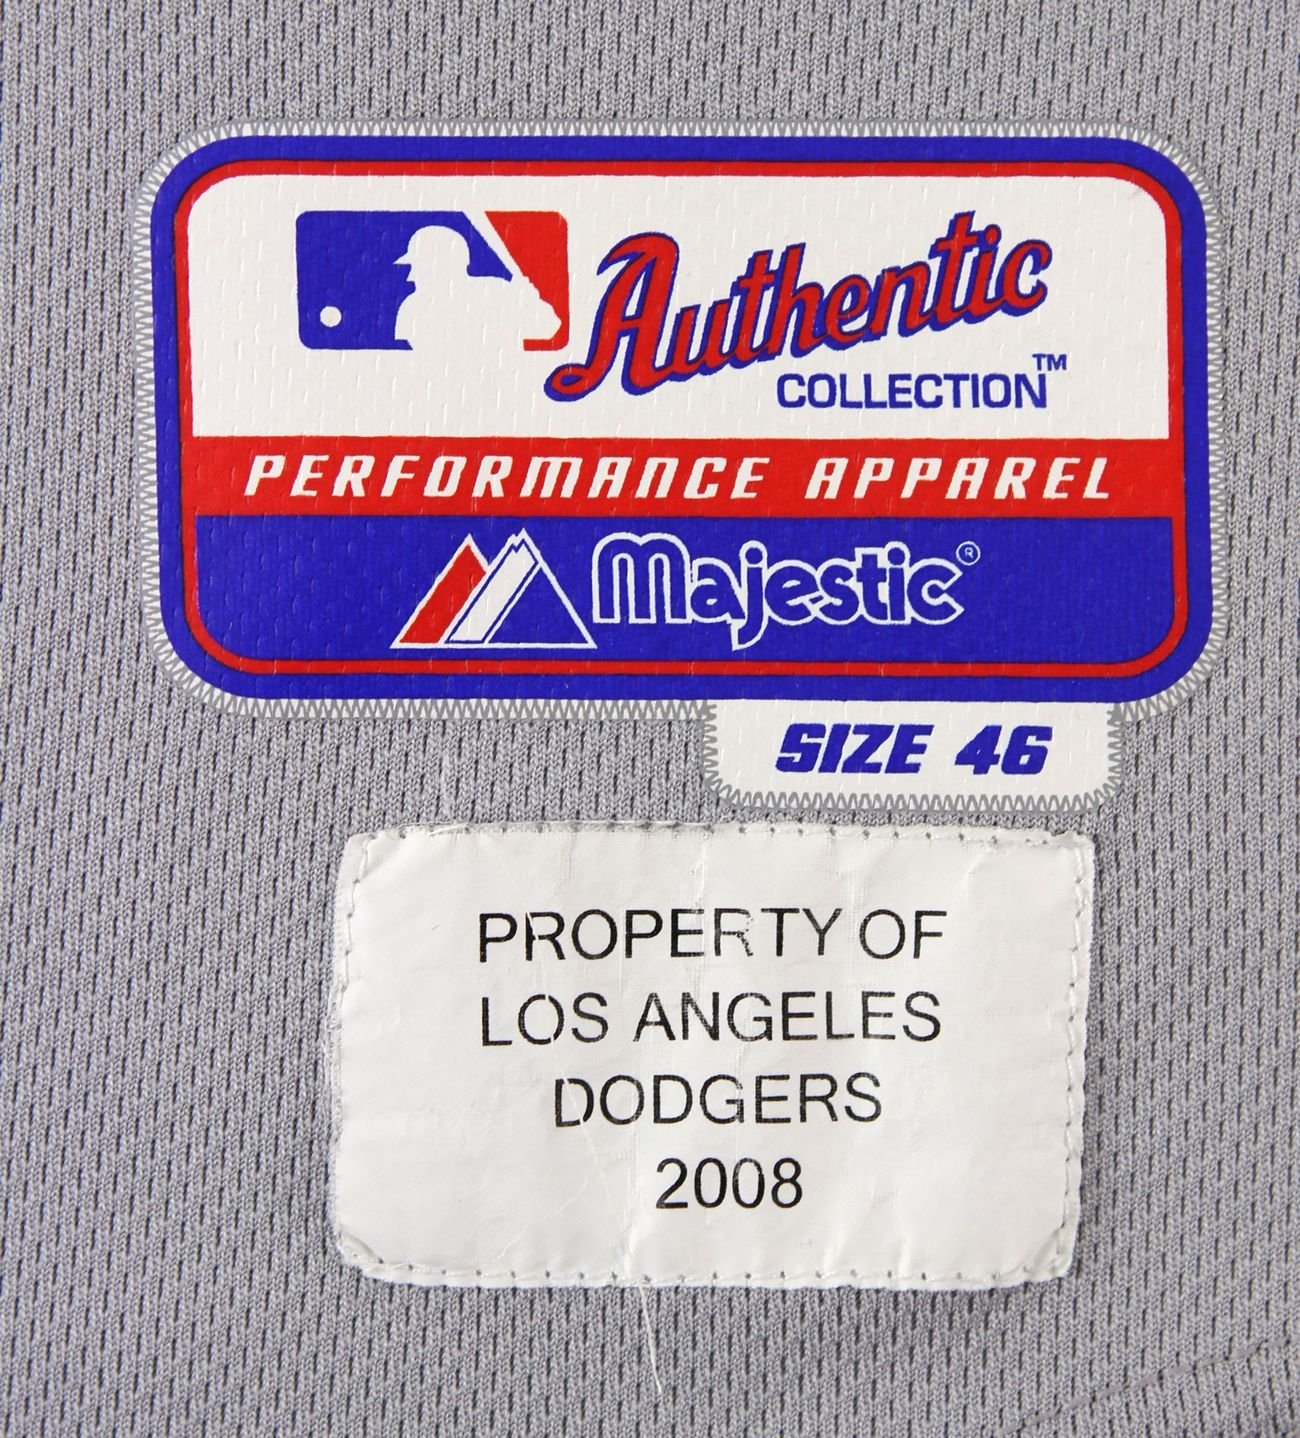 Authentic
COLLECTION™
PERFORMANCE APPAREL
Majestic®
SIZE 46
PROPERTY OF
LOS ANGELES
DODGERS
2008